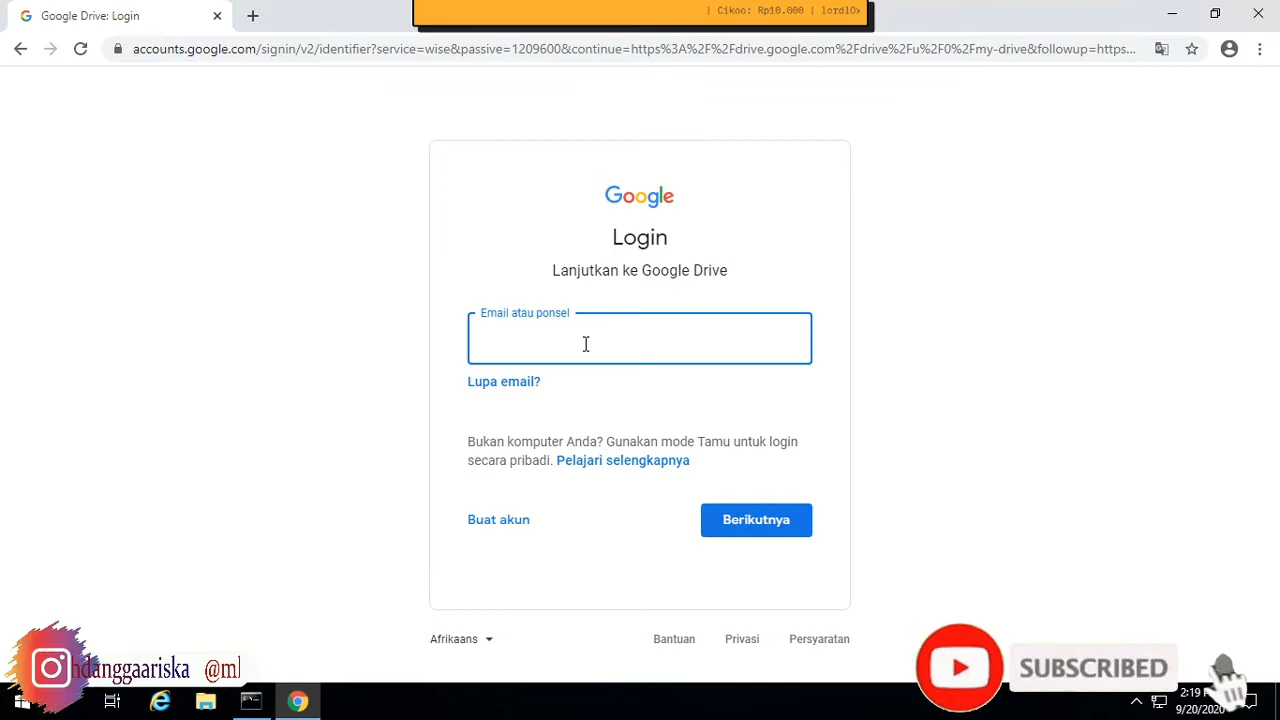 Google Drive: Login
| Cikoo: Rp10.000 | lordl0x
accounts.google.com/signin/v2/identifier?service=wise&passive=1209600&continue=https%3A%2F%2Fdrive.google.com%2Fdrive%2Fu%2F0%2Fmy-drive&followup=https...
Google
Login
Lanjutkan ke Google Drive
Email atau ponsel
Lupa email?
Bukan komputer Anda? Gunakan mode Tamu untuk login
secara pribadi. Pelajari selengkapnya
Buat akun
Berikutnya
Afrikaans
Bantuan
Privasi
Persyaratan
hdanggaariska @ml
SUBSCRIBED
2:19 P
9/20/2020